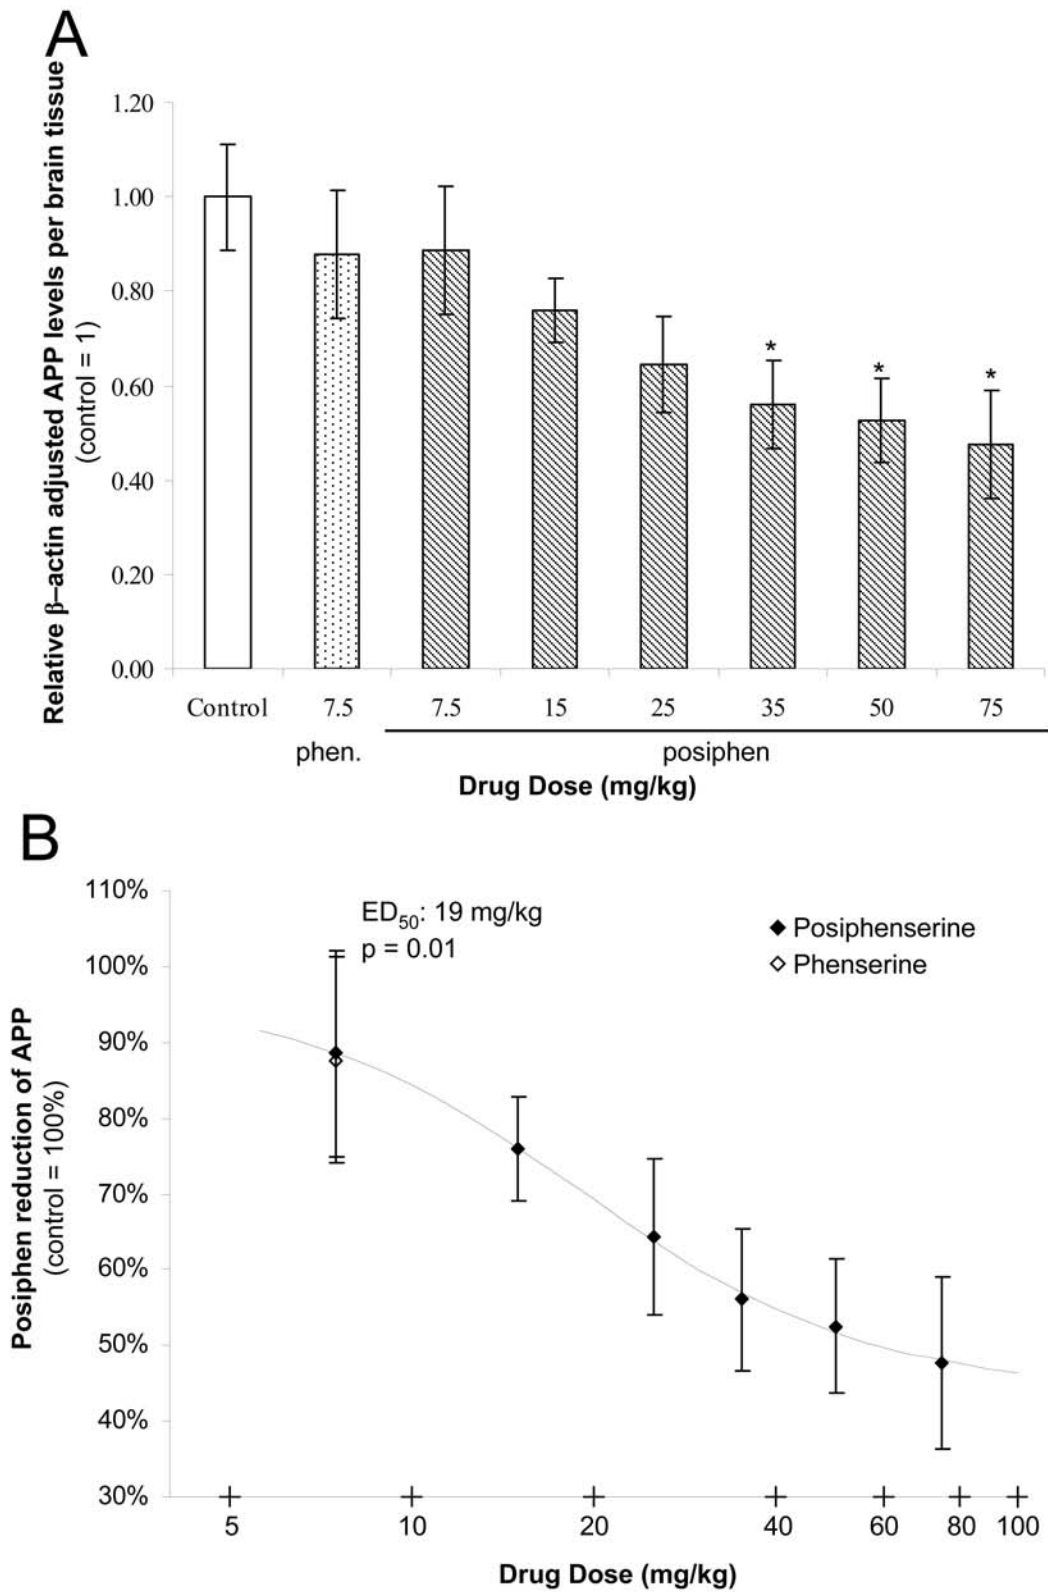 A
Relative β–actin adjusted APP levels per brain tissue
(control = 1)
1.20
1.00
0.80
0.60
0.40
0.20
0.00
* * *
Control 7.5 7.5 15 25 35 50 75
phen. posiphen
Drug Dose (mg/kg)
B
Posiphen reduction of APP
(control = 100%)
110%
100%
90%
80%
70%
60%
50%
40%
30%
ED50: 19 mg/kg
p = 0.01
Posiphenserine
Phenserine
5 10 20 40 60 80 100
Drug Dose (mg/kg)